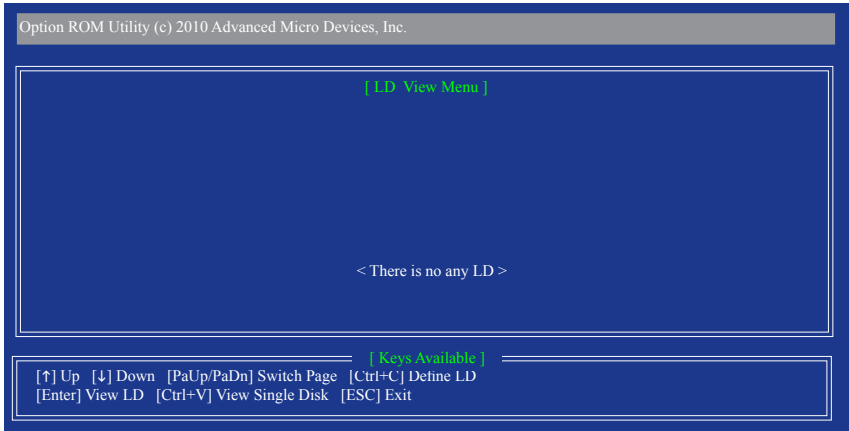 Option ROM Utility (c) 2010 Advanced Micro Devices, Inc.
[ LD  View Menu ]
< There is no any LD >
[ Keys Available ]
[↑] Up   [↓] Down   [PaUp/PaDn] Switch Page   [Ctrl+C] Define LD
[Enter] View LD   [Ctrl+V] View Single Disk   [ESC] Exit